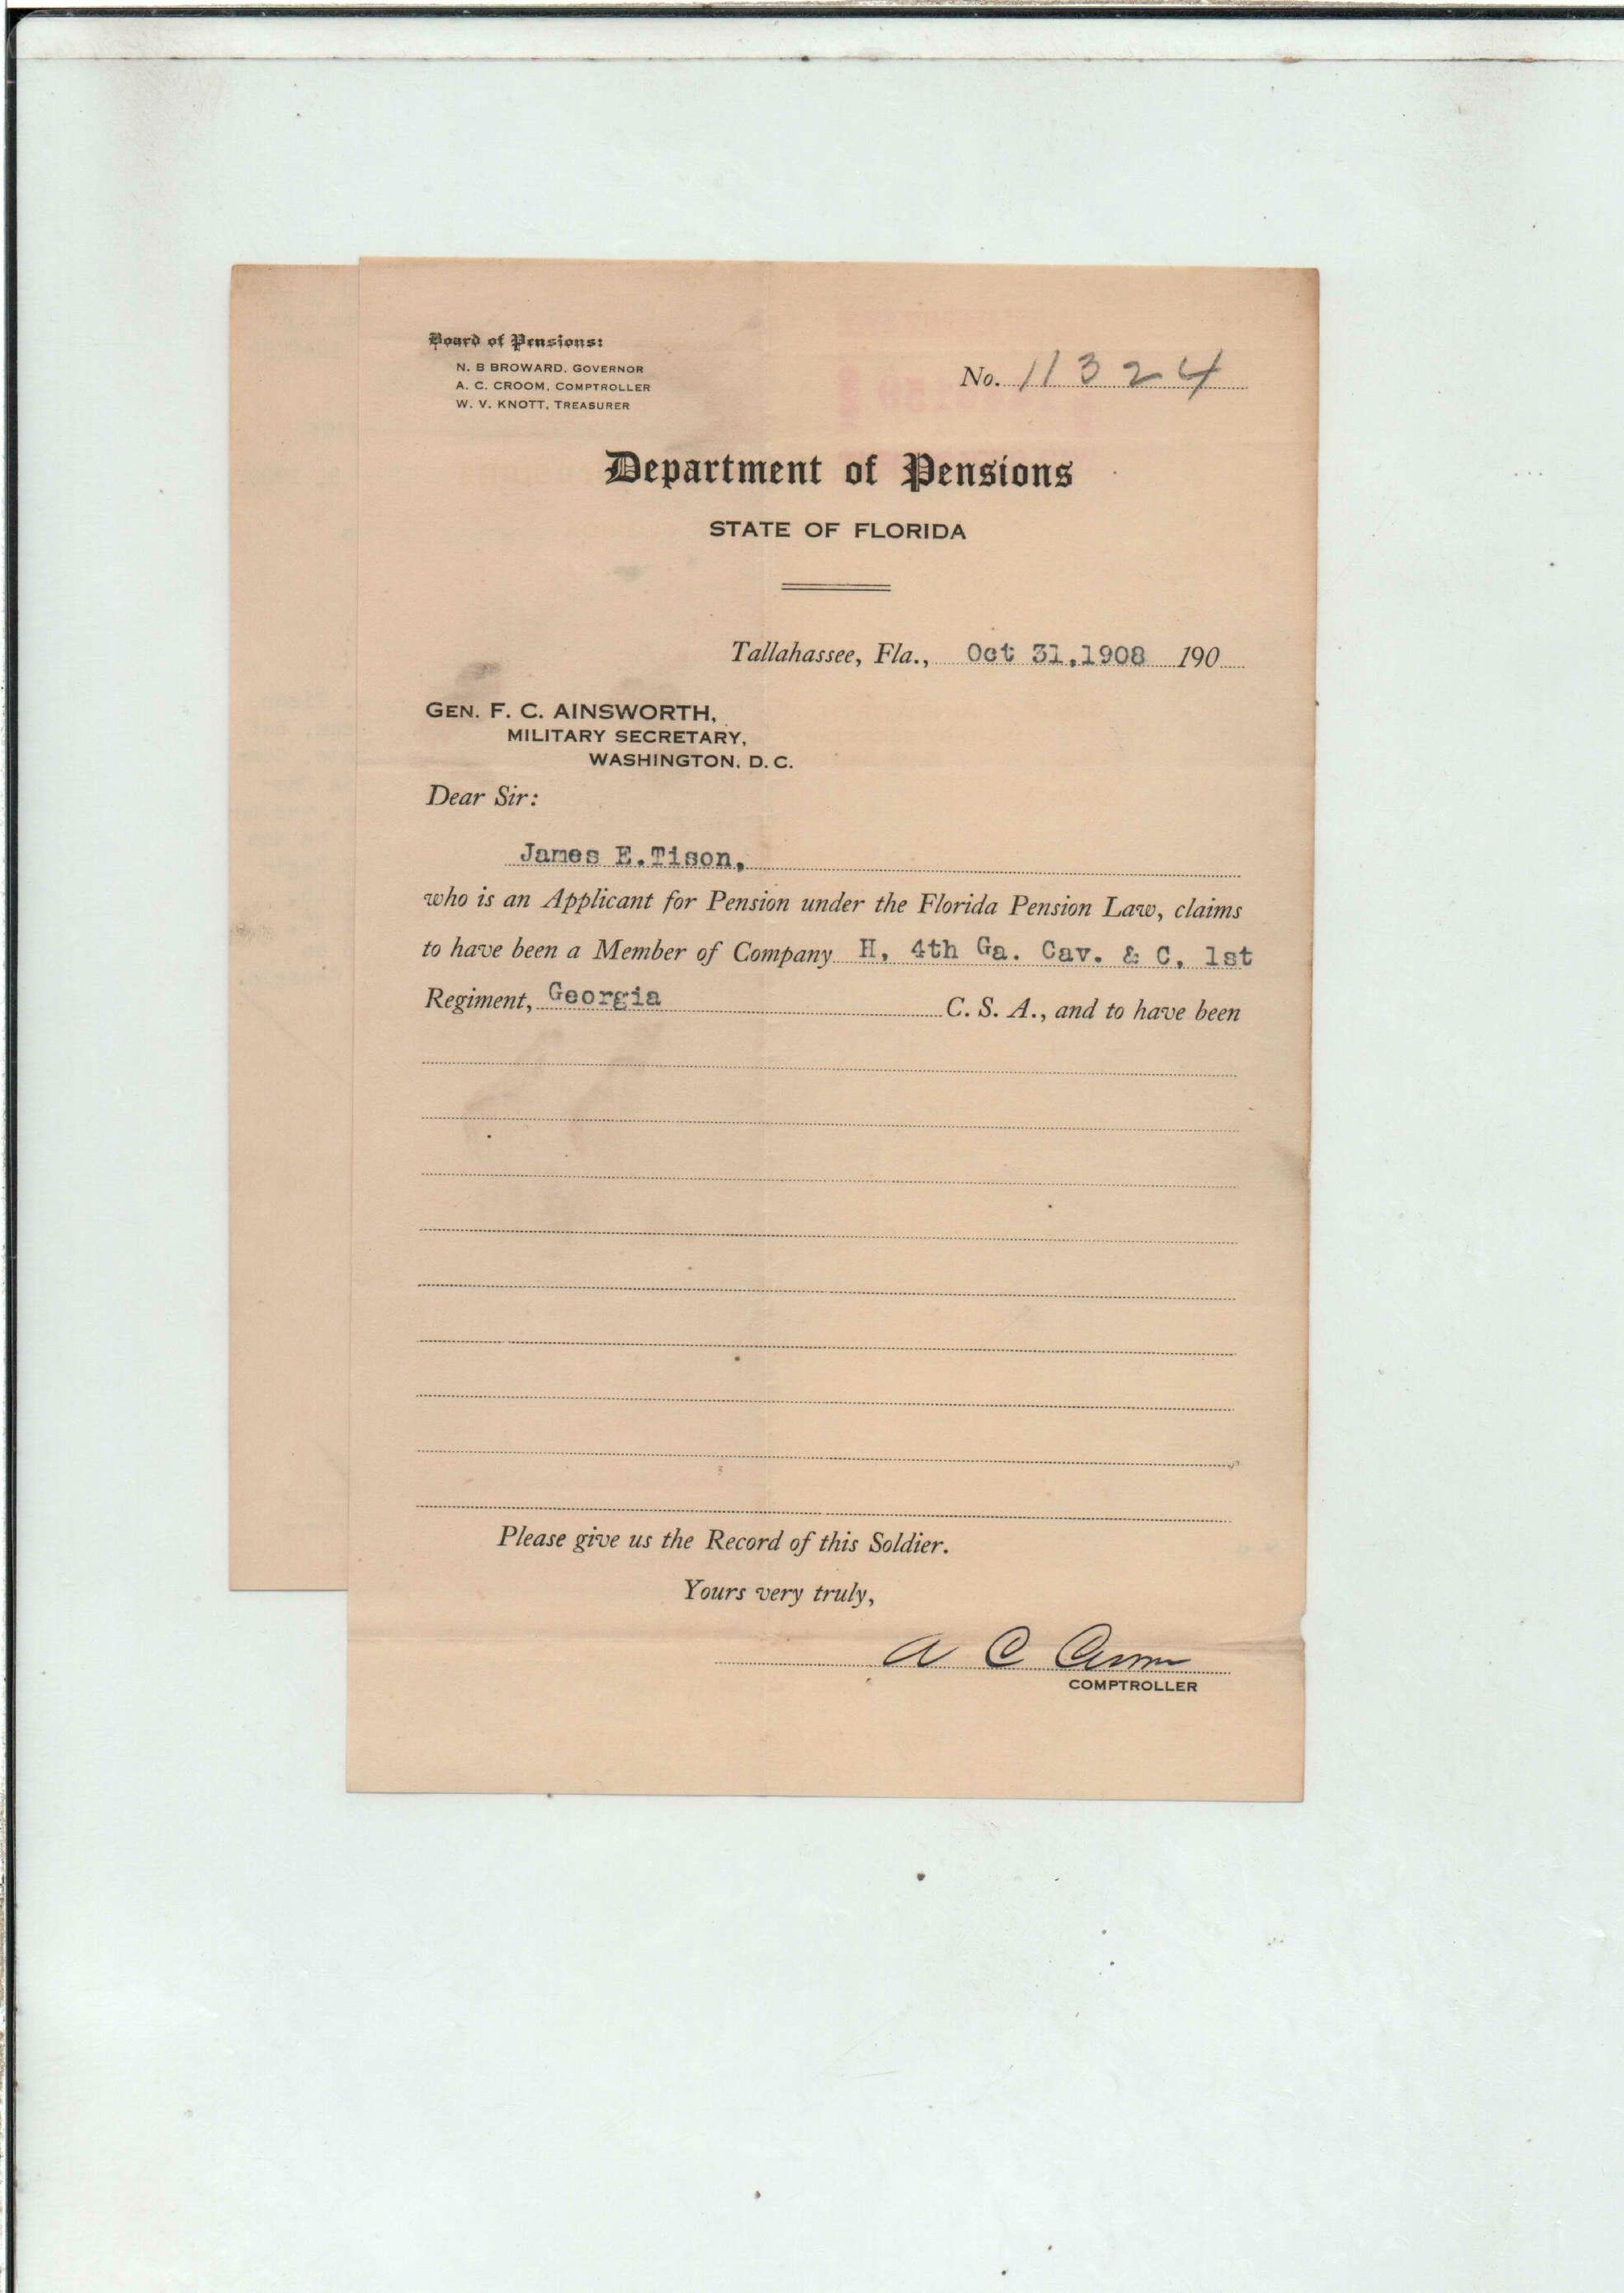 Board of Pensions:
N. B BROWARD. GOVERNOR
A. C. CROOM, COMPTROLLER
W. V. KNOTT, TREASURER
No. 11324
Department of Pensions
STATE OF FLORIDA
Tallahassee, Fla., Oct 31,1908 190
GEN. F. C. AINSWORTH,
MILITARY SECRETARY,
WASHINGTON. D. C.
Dear Sir:
James E.Tison,
who is an Applicant for Pension under the Florida Pension Law, claims
to have been a Member of Company H, 4th Ga. Cav. & C, 1st
Regiment, Georgia C. S. A., and to have been
Please give us the Record of this Soldier.
Yours very truly,
A C Croom
COMPTROLLER